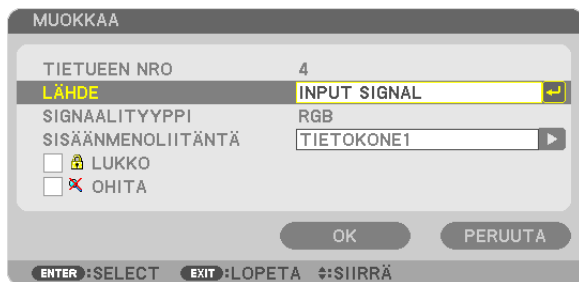 MUOKKAA
TIETUEEN NRO 4
LÄHDE INPUT SIGNAL
SIGNAALITYYPPI RGB
SISÄÄNMENOLIITÄNTÄ TIETOKONE1
LUKKO
OHITA
OK PERUUTA
ENTER :SELECT EXIT :LOPETA :SIIRRÄ